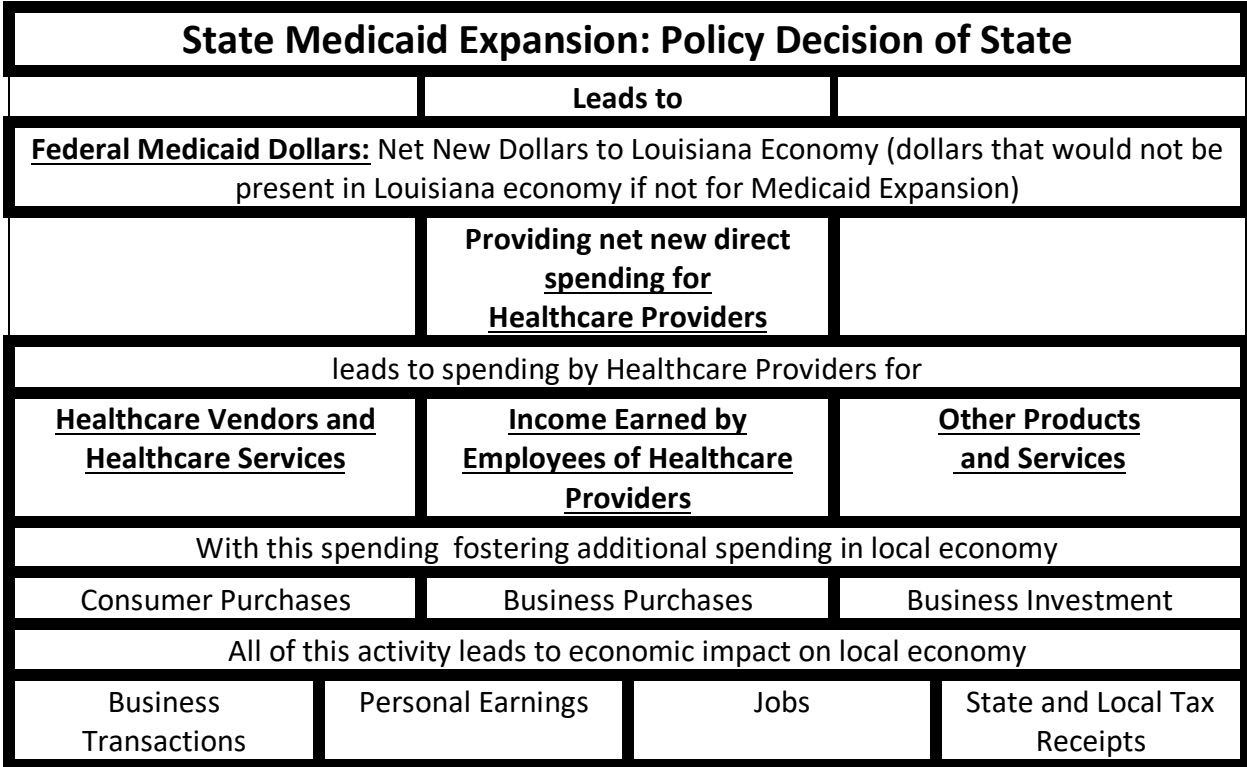 State Medicaid Expansion: Policy Decision of State
Leads to
Federal Medicaid Dollars: Net New Dollars to Louisiana Economy (dollars that would not be
present in Louisiana economy if not for Medicaid Expansion)
Providing net new direct
spending for
Healthcare Providers
leads to spending by Healthcare Providers for
Healthcare Vendors and
Healthcare Services
Income Earned by
Employees of Healthcare
Providers
Other Products
and Services
With this spending  fostering additional spending in local economy
Consumer Purchases
Business Purchases
Business Investment
All of this activity leads to economic impact on local economy
Business
Transactions
Personal Earnings
Jobs
State and Local Tax
Receipts